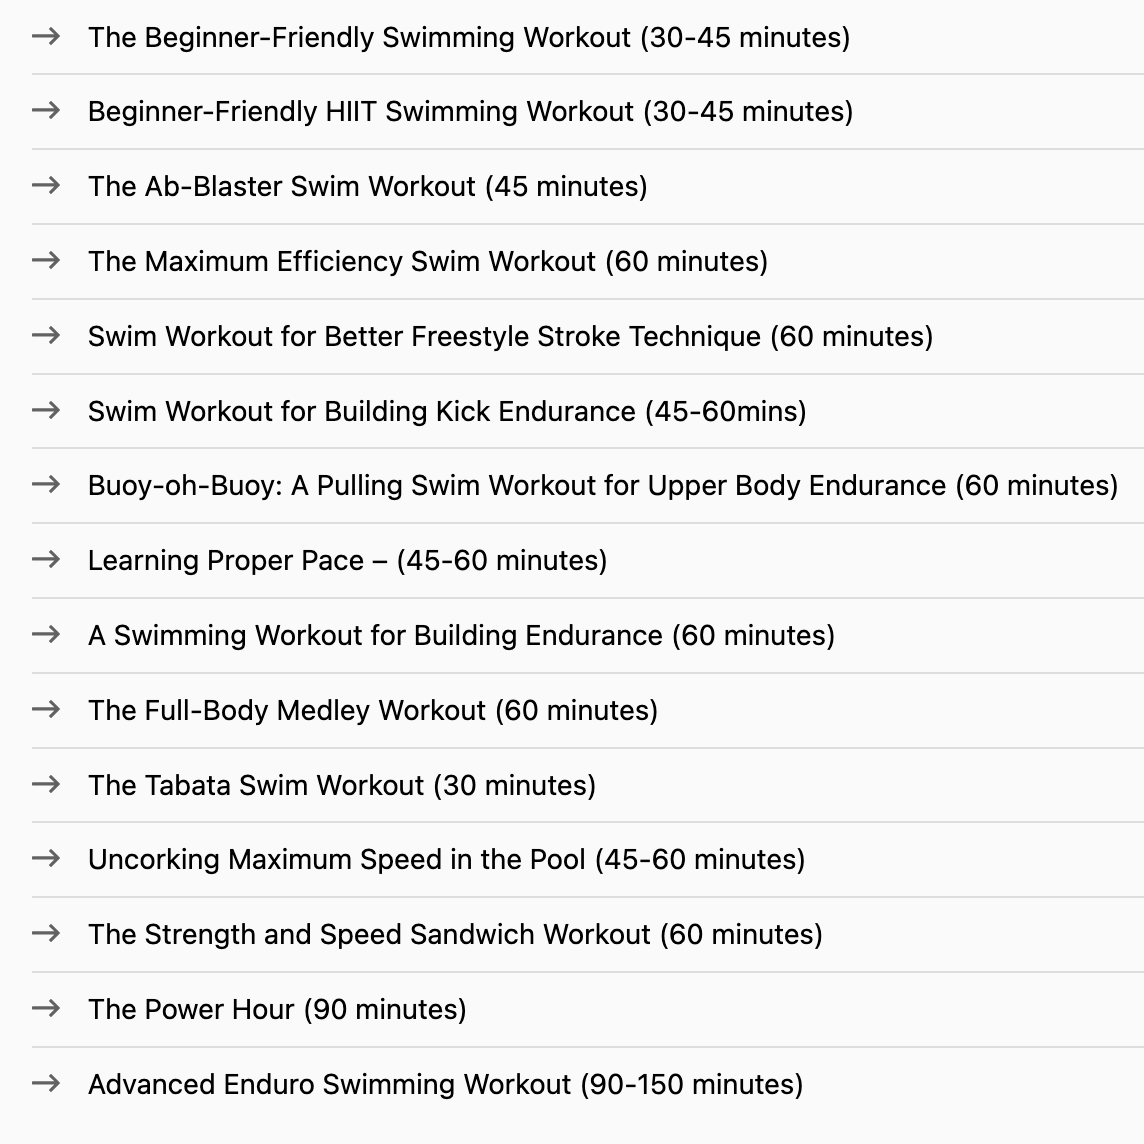 → The Beginner-Friendly Swimming Workout (30-45 minutes)
→ Beginner-Friendly HIIT Swimming Workout (30-45 minutes)
→ The Ab-Blaster Swim Workout (45 minutes)
→ The Maximum Efficiency Swim Workout (60 minutes)
→ Swim Workout for Better Freestyle Stroke Technique (60 minutes)
→ Swim Workout for Building Kick Endurance (45-60mins)
→ Buoy-oh-Buoy: A Pulling Swim Workout for Upper Body Endurance (60 minutes)
→ Learning Proper Pace – (45-60 minutes)
→ A Swimming Workout for Building Endurance (60 minutes)
→ The Full-Body Medley Workout (60 minutes)
→ The Tabata Swim Workout (30 minutes)
→ Uncorking Maximum Speed in the Pool (45-60 minutes)
→ The Strength and Speed Sandwich Workout (60 minutes)
→ The Power Hour (90 minutes)
→ Advanced Enduro Swimming Workout (90-150 minutes)